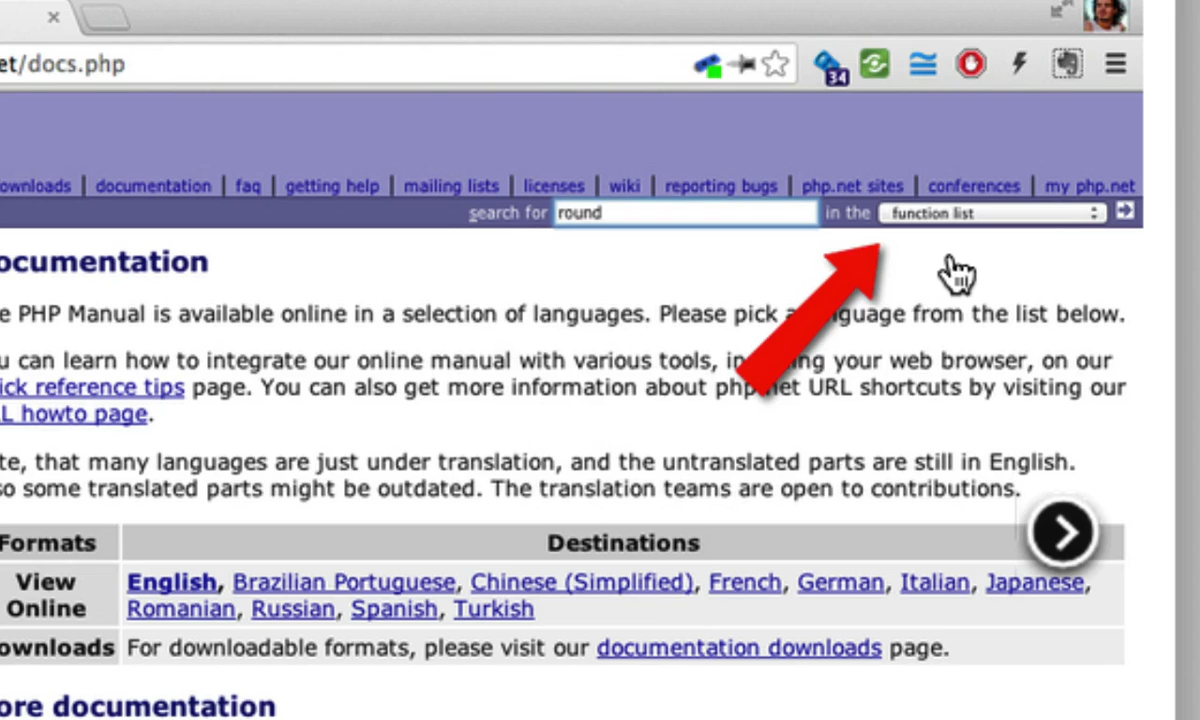 et/docs.php
34
ownloads | documentation | faq | getting help | mailing lists | licenses | wiki | reporting bugs | php.net sites | conferences | my php.net
search for round in the function list
ocumentation
e PHP Manual is available online in a selection of languages. Please pick a guage from the list below.
u can learn how to integrate our online manual with various tools, in ng your web browser, on our
ick reference tips page. You can also get more information about php.net URL shortcuts by visiting our
L howto page.
te, that many languages are just under translation, and the untranslated parts are still in English.
so some translated parts might be outdated. The translation teams are open to contributions.
Formats Destinations
View Online English, Brazilian Portuguese, Chinese (Simplified), French, German, Italian, Japanese,
Romanian, Russian, Spanish, Turkish
ownloads For downloadable formats, please visit our documentation downloads page.
ore documentation